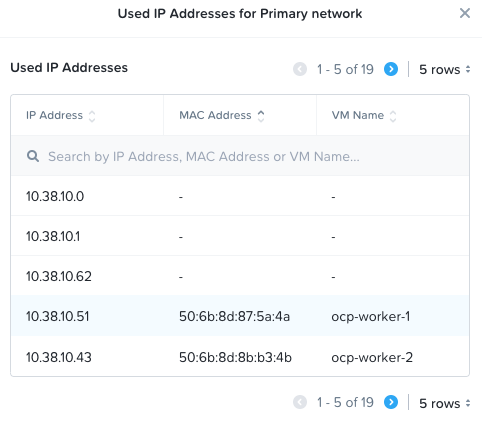 Used IP Addresses for Primary network
Used IP Addresses 1 - 5 of 19 5 rows
IP Address MAC Address VM Name
Search by IP Address, MAC Address or VM Name...
10.38.10.0 - -
10.38.10.1 - -
10.38.10.62 - -
10.38.10.51 50:6b:8d:87:5a:4a ocp-worker-1
10.38.10.43 50:6b:8d:8b:b3:4b ocp-worker-2
1 - 5 of 19 5 rows